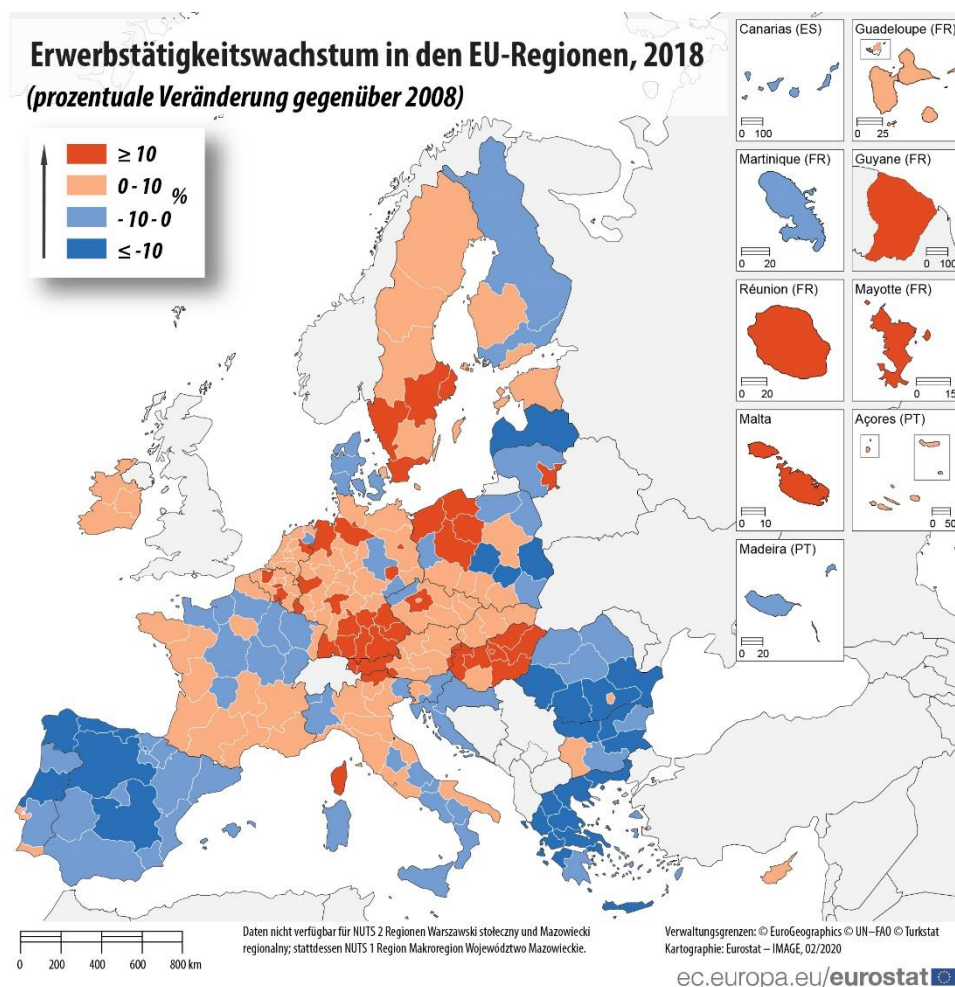 Erwerbstätigkeitswachstum in den EU-Regionen, 2018
(prozentuale Veränderung gegenüber 2008)
≥ 10
0 - 10
%
-10 - 0
≤ -10
Canarias (ES)
0 100
Guadeloupe (FR)
0 25
Martinique (FR)
0 20
Guyane (FR)
0 100
Réunion (FR)
0 20
Mayotte (FR)
0 15
Malta
0 10
Açores (PT)
0 50
Madeira (PT)
0 20
0 200 400 600 800 km
Daten nicht verfügbar für NUTS 2 Regionen Warszawski stołeczny und Mazowiecki
regionalny; stattdessen NUTS 1 Region Makroregion Województwo Mazowieckie.
Verwaltungsgrenzen: © EuroGeographics © UN–FAO © Turkstat
Kartographie: Eurostat – IMAGE, 02/2020
ec.europa.eu/eurostat